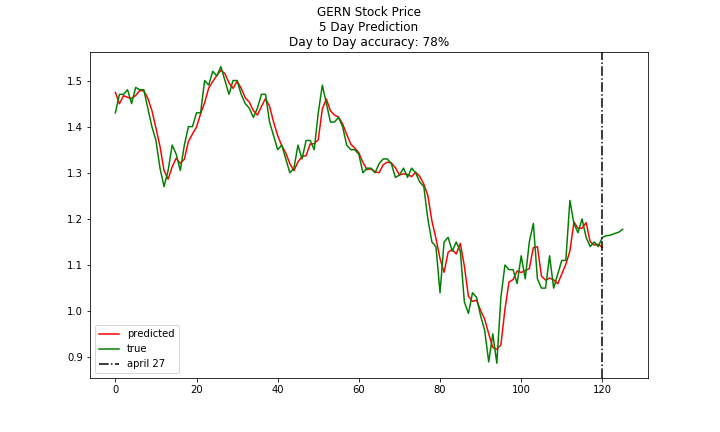 GERN Stock Price
5 Day Prediction
Day to Day accuracy: 78%
1.5
1.4
1.3
1.2
1.1
1.0
0.9
predicted
true
april 27
0 20 40 60 80 100 120